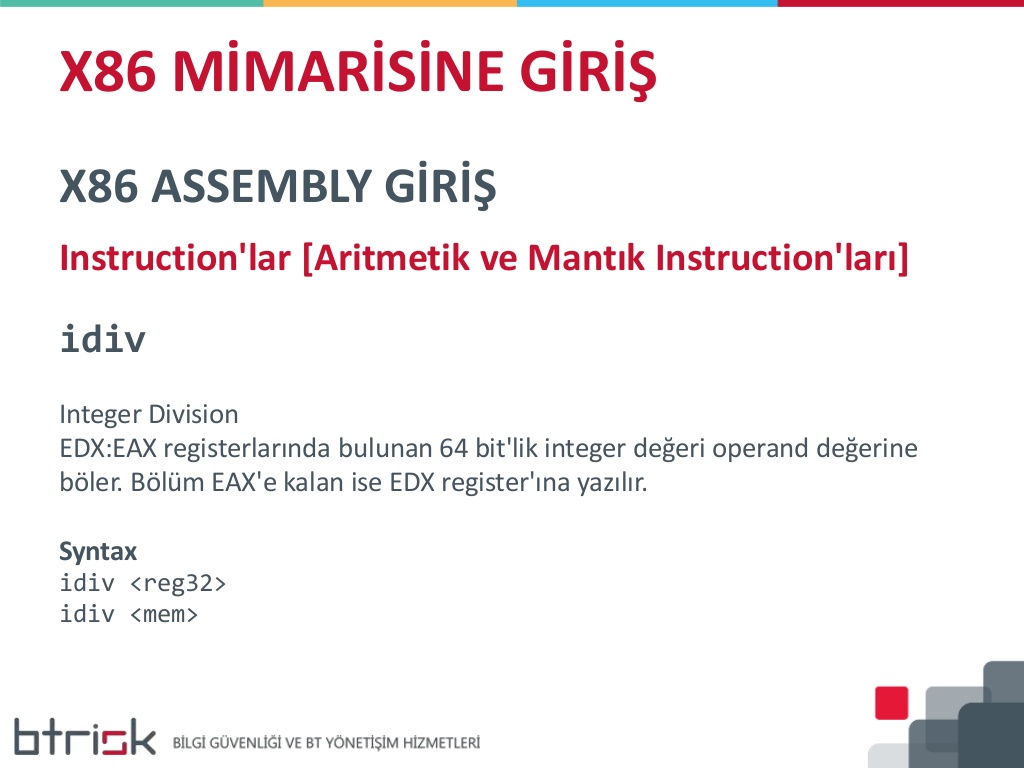 X86 MİMARİSİNE GİRİŞ
X86 ASSEMBLY GİRİŞ
Instruction'lar [Aritmetik ve Mantık Instruction'ları]
idiv
Integer Division
EDX:EAX registerlarında bulunan 64 bit'lik integer değeri operand değerine
böler. Bölüm EAX'e kalan ise EDX register'ına yazılır.
Syntax
idiv <reg32>
idiv <mem>
btrisk BİLGİ GÜVENLİĞİ VE BT YÖNETİŞİM HİZMETLERİ